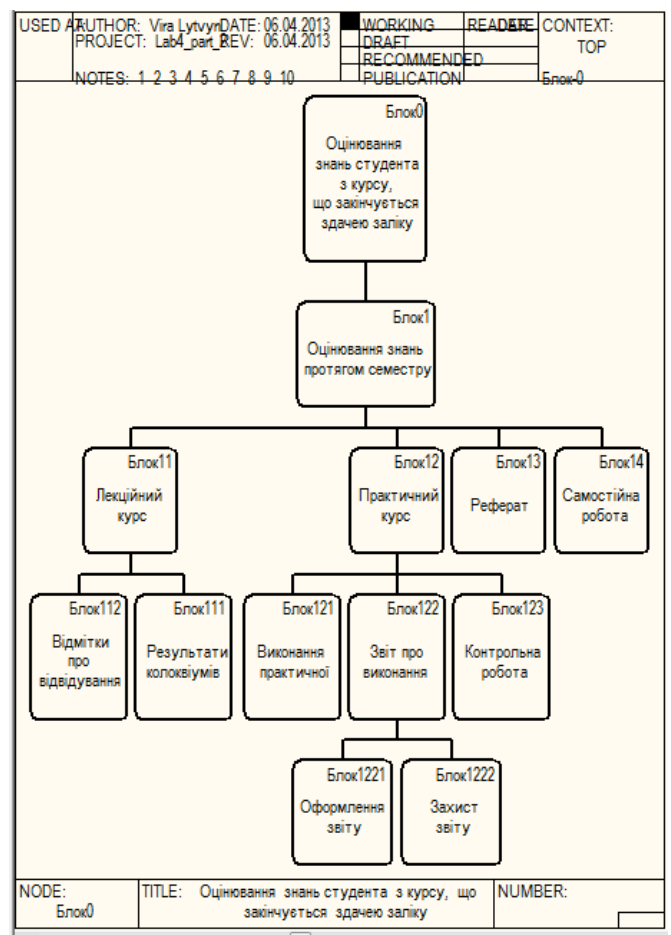 USED AT:
AUTHOR: Vira Lytvyn
DATE: 06.04.2013
PROJECT: Lab4_part_2
REV: 06.04.2013
NOTES: 1 2 3 4 5 6 7 8 9 10
WORKING
DRAFT
RECOMMENDED
PUBLICATION
READER
DATE
CONTEXT:
TOP
Блок-0
Блок0
Оцінювання
знань студента
з курсу,
що закінчується
здачею заліку
Блок1
Оцінювання знань
протягом семестру
Блок11
Лекційний
курс
Блок12
Практичний
курс
Блок13
Реферат
Блок14
Самостійна
робота
Блок112
Відмітки
про
відвідування
Блок111
Результати
колоквіумів
Блок121
Виконання
практичної
Блок122
Звіт про
виконання
Блок123
Контрольна
робота
Блок1221
Оформлення
звіту
Блок1222
Захист
звіту
NODE:
Блок0
TITLE: Оцінювання знань студента з курсу, що
закінчується здачею заліку
NUMBER: